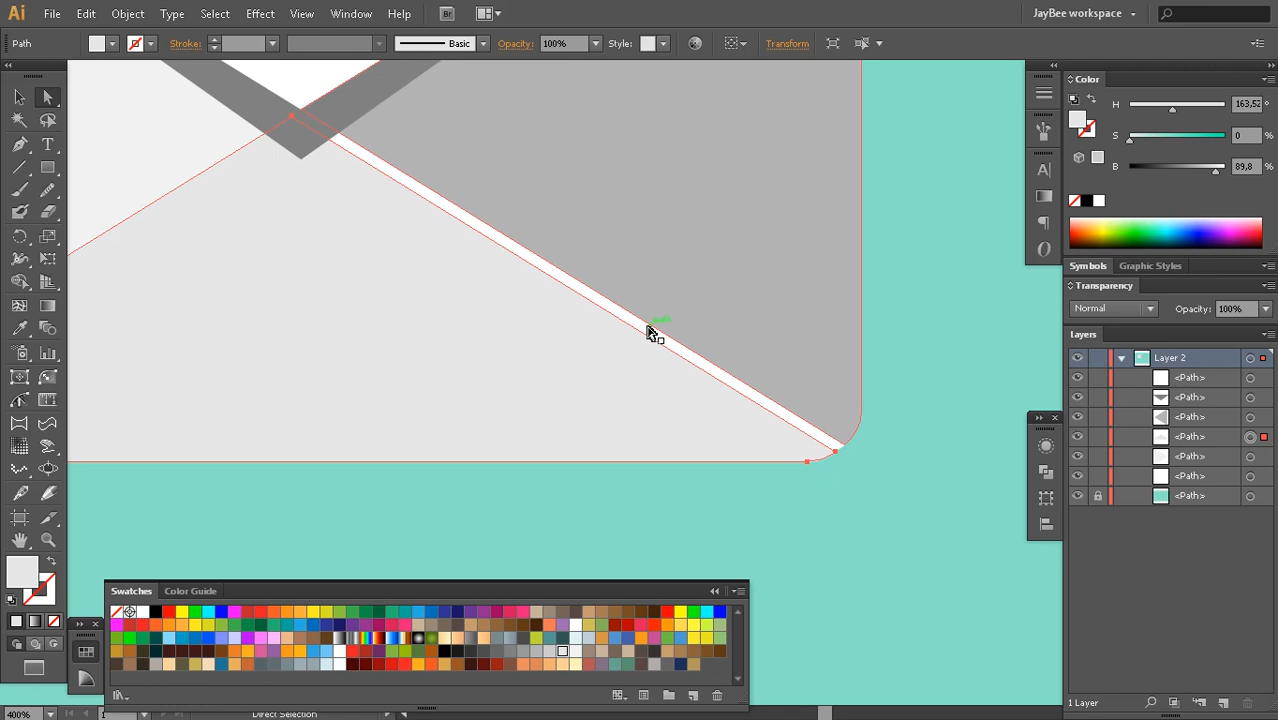 Ai File Edit Object Type Select Effect View Window Help Br JayBee workspace
Path Stroke: Basic Opacity: 100% Style: Transform
Color
H 163,52 °
S 0 %
B 89,8 %
Symbols Graphic Styles
Transparency
Normal Opacity: 100%
Layers
Layer 2
<Path>
<Path>
<Path>
<Path>
<Path>
<Path>
<Path>
Swatches Color Guide
1 Layer
400% 1 Direct Selection